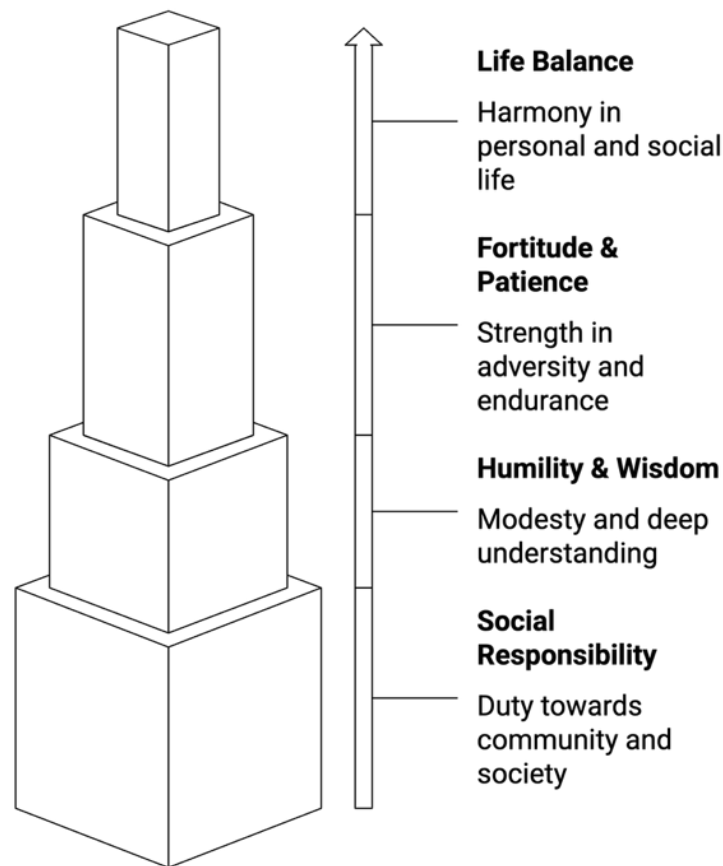 Life Balance
Harmony in
personal and social
life
Fortitude &
Patience
Strength in
adversity and
endurance
Humility & Wisdom
Modesty and deep
understanding
Social
Responsibility
Duty towards
community and
society